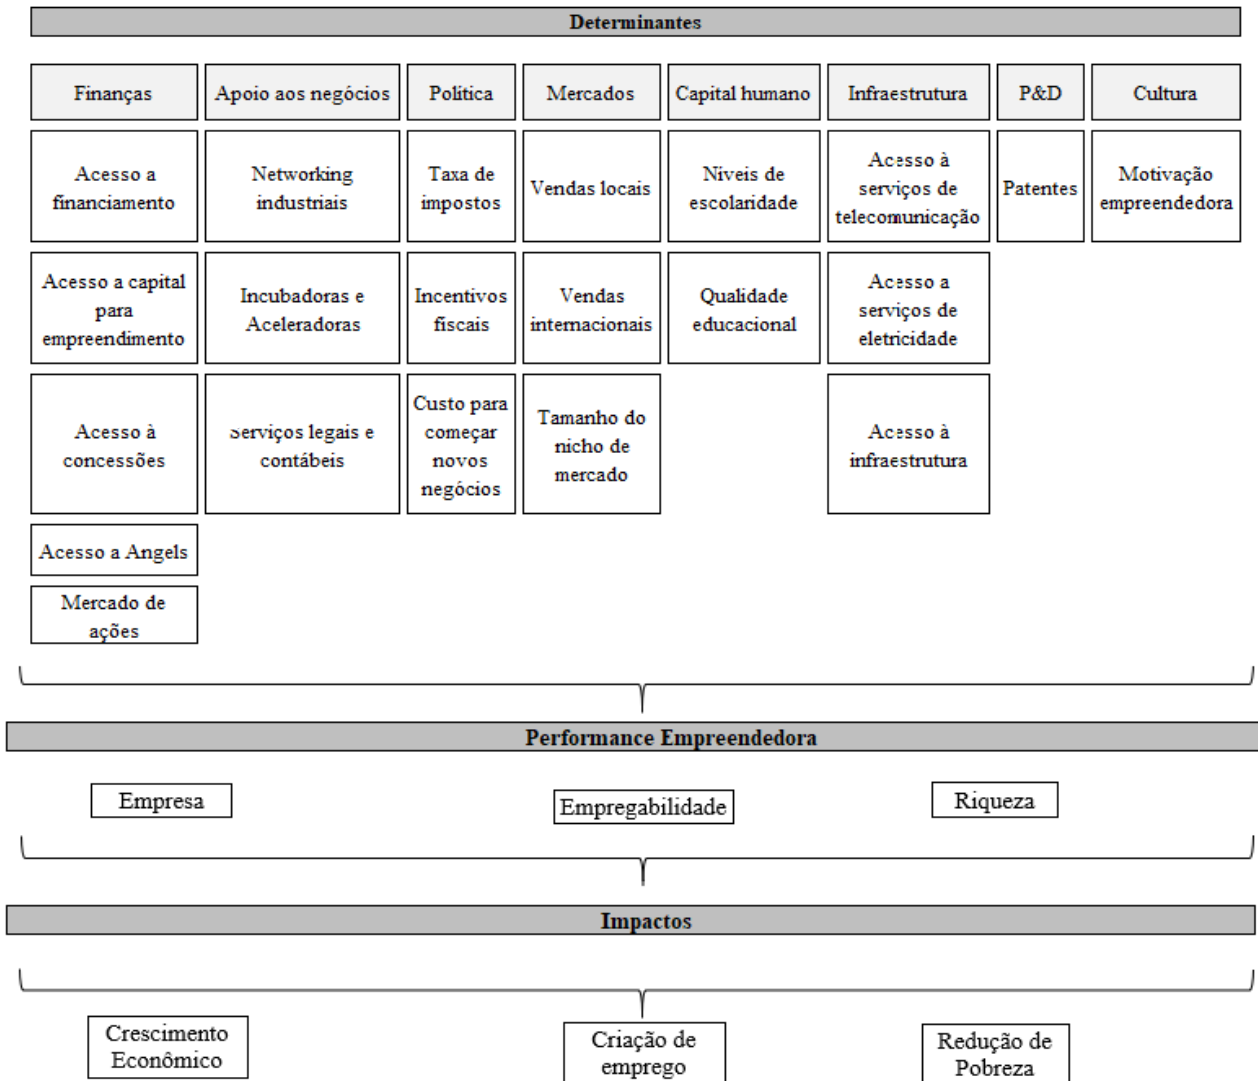 Determinantes
Finanças
Apoio aos negócios
Política
Mercados
Capital humano
Infraestrutura
P&D
Cultura
Acesso a
financiamento
Networking
industriais
Taxa de
impostos
Vendas locais
Níveis de
escolaridade
Acesso à
serviços de
telecomunicação
Patentes
Motivação
empreendedora
Acesso a capital
para
empreendimento
Incubadoras e
Aceleradoras
Incentivos
fiscais
Vendas
internacionais
Qualidade
educacional
Acesso a
serviços de
eletricidade
Acesso à
concessões
Serviços legais e
contábeis
Custo para
começar
novos
negócios
Tamanho do
nicho de
mercado
Acesso à
infraestrutura
Acesso a Angels
Mercado de
ações
Performance Empreendedora
Empresa
Empregabilidade
Riqueza
Impactos
Crescimento
Econômico
Criação de
emprego
Redução de
Pobreza